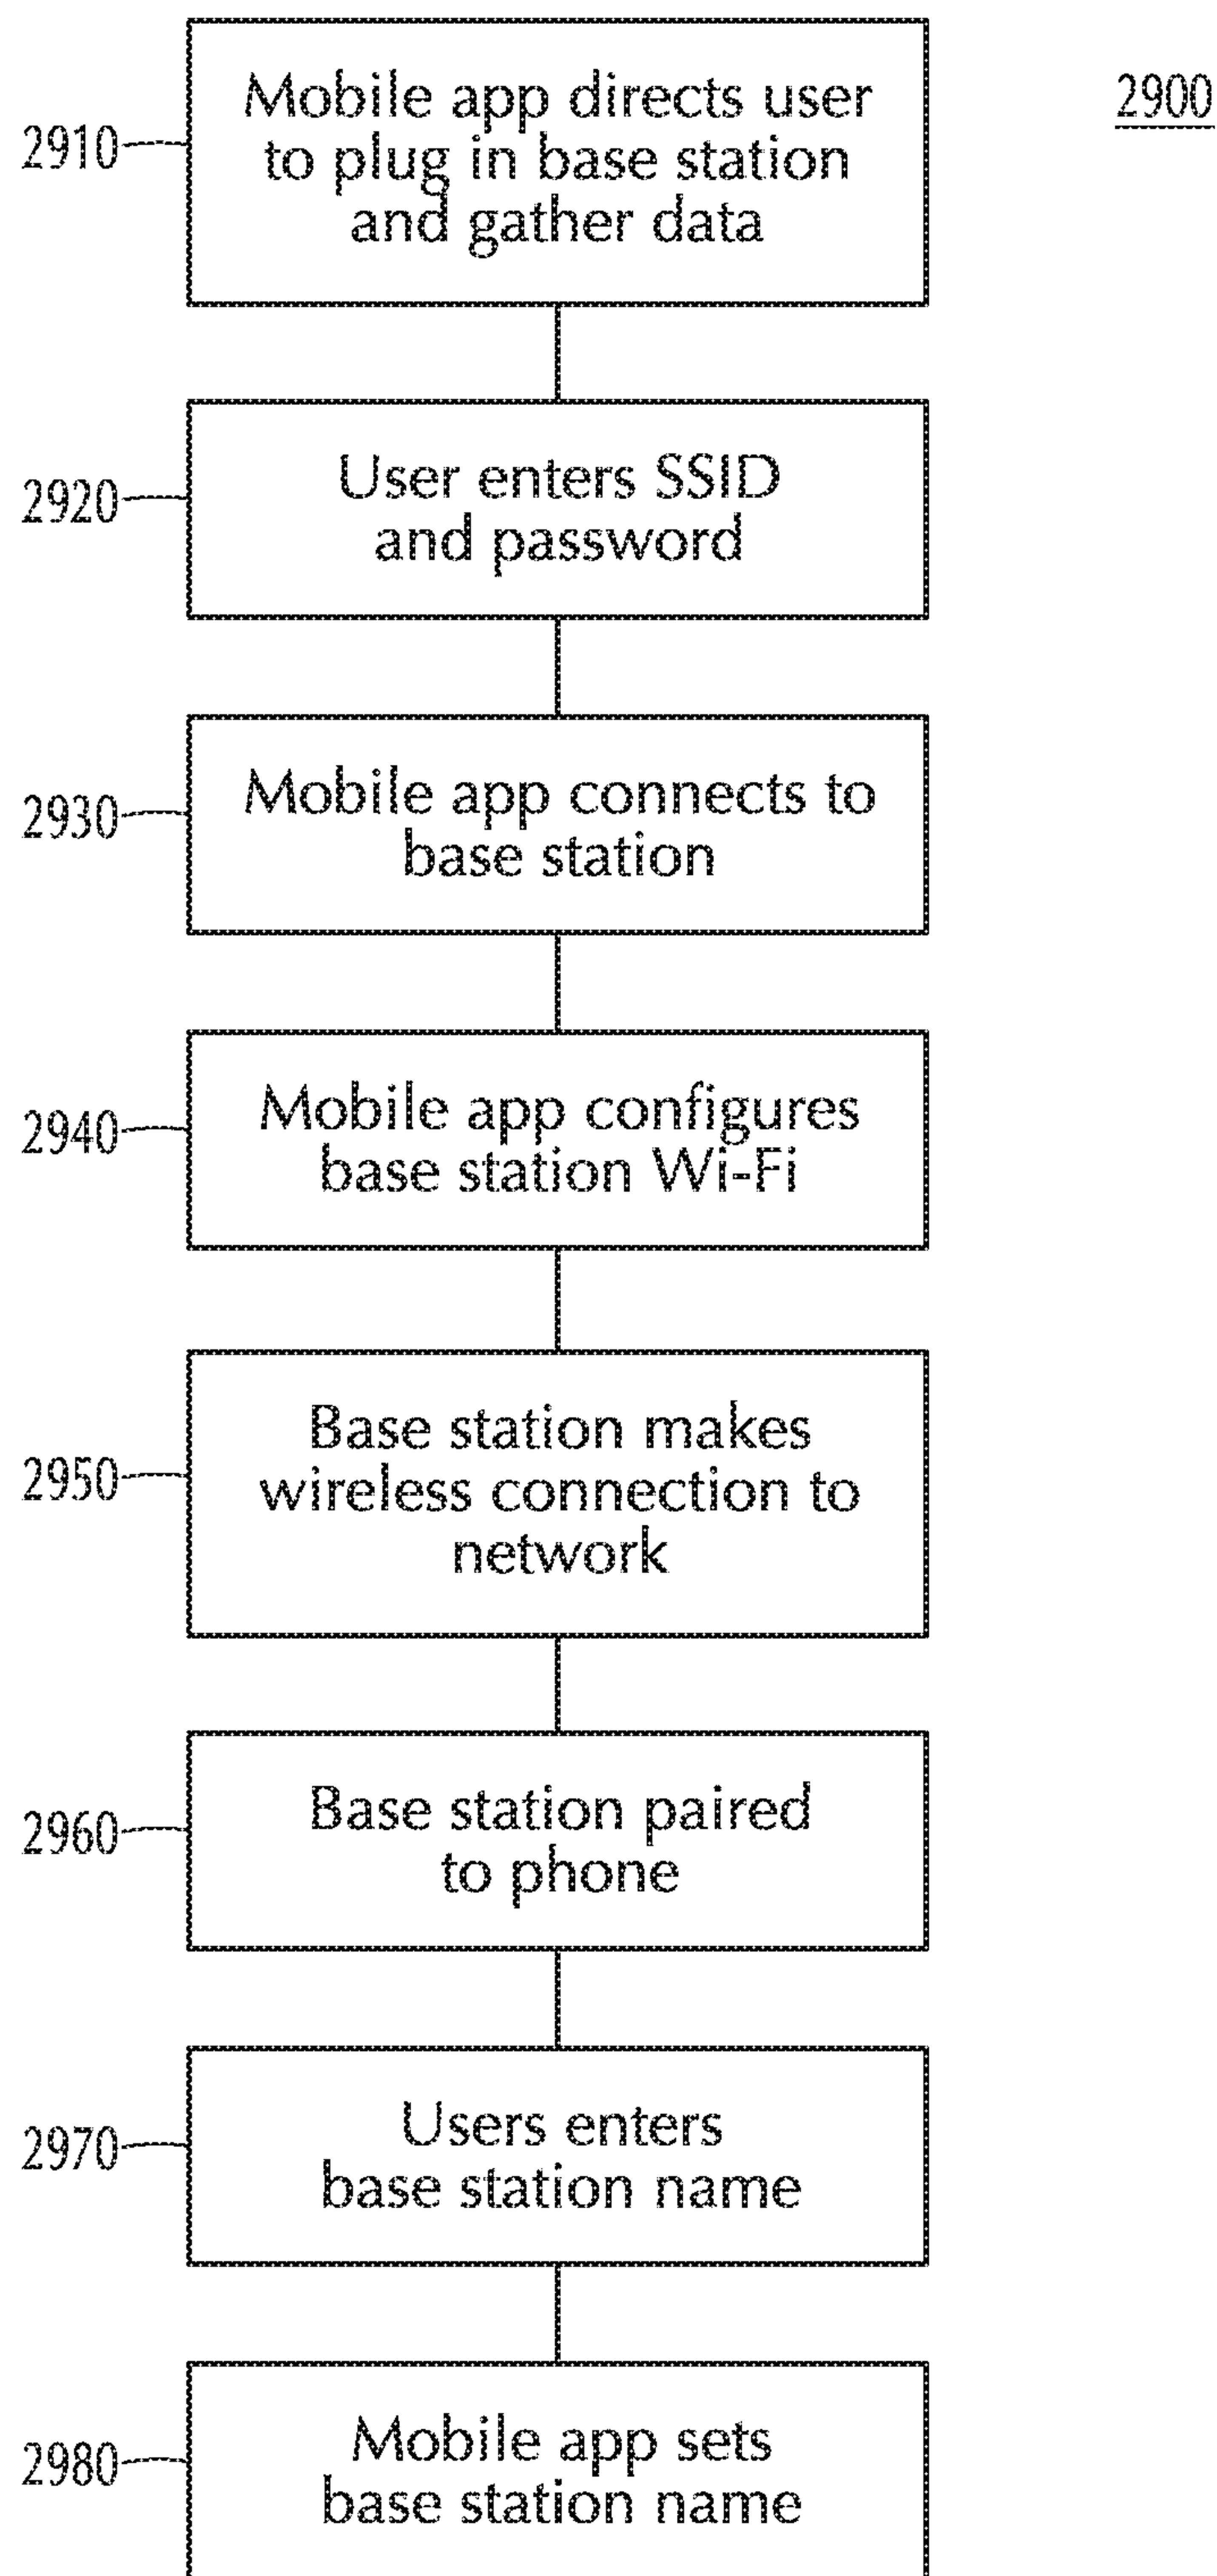 2900
2910
Mobile app directs user
to plug in base station
and gather data
2920
User enters SSID
and password
2930
Mobile app connects to
base station
2940
Mobile app configures
base station Wi-Fi
2950
Base station makes
wireless connection to
network
2960
Base station paired
to phone
2970
Users enters
base station name
2980
Mobile app sets
base station name